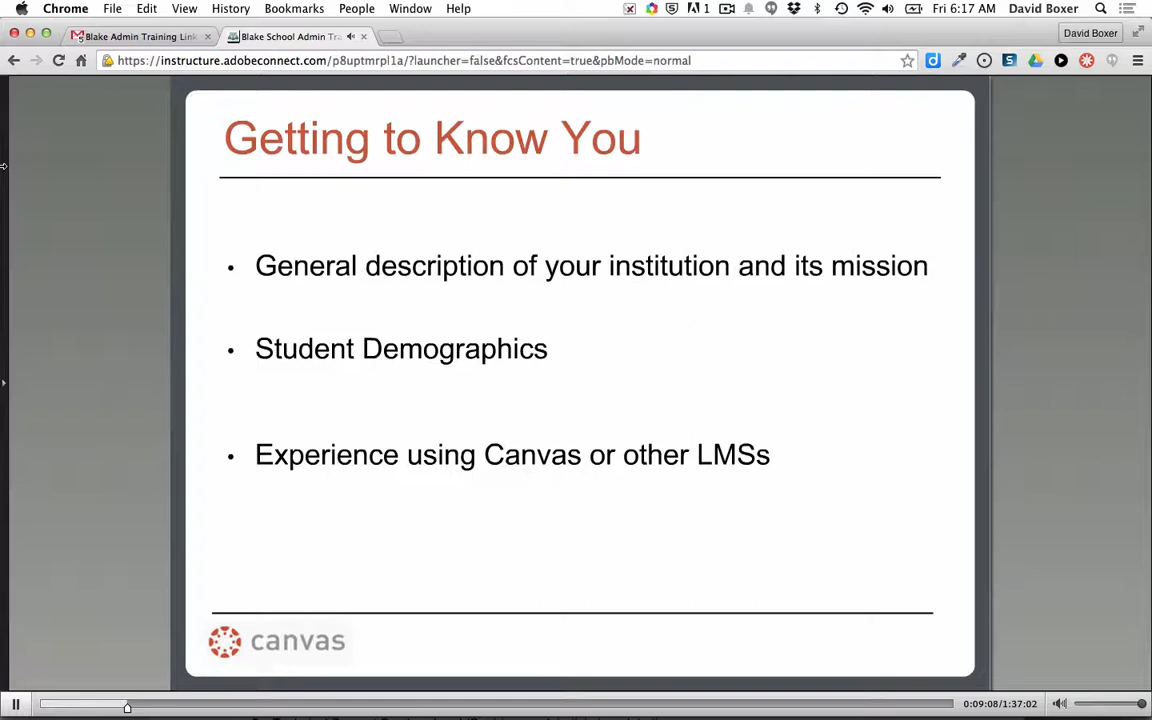 Chrome File Edit View History Bookmarks People Window Help 1 Fri 6:17 AM David Boxer
Blake Admin Training Link × Blake School Admin Tra × David Boxer
https://instructure.adobeconnect.com/p8uptmrpl1a/?launcher=false&fcsContent=true&pbMode=normal
Getting to Know You
• General description of your institution and its mission
• Student Demographics
• Experience using Canvas or other LMSs
canvas
0:09:08/1:37:02